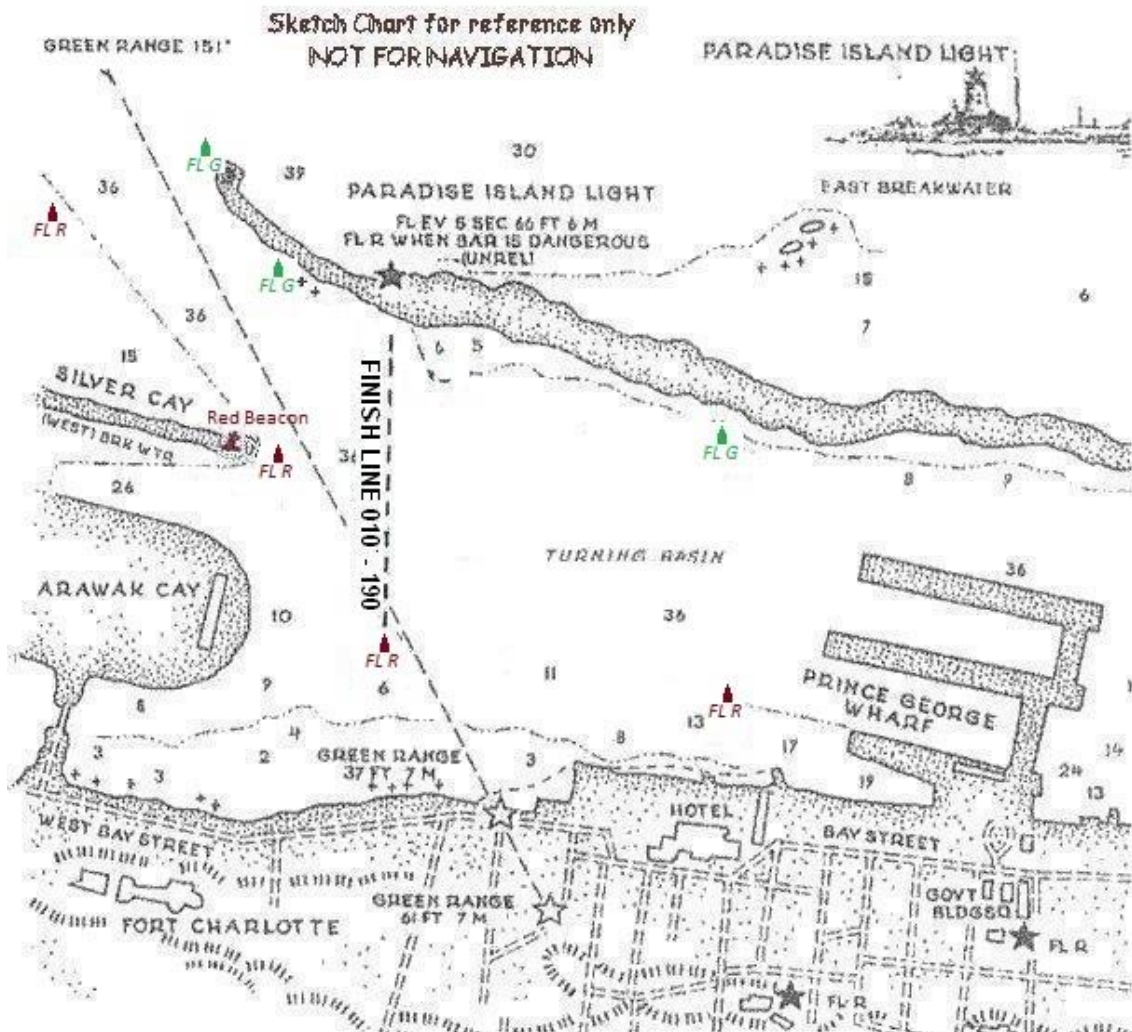 Sketch Chart for reference only
NOT FOR NAVIGATION
GREEN RANGE 151°
PARADISE ISLAND LIGHT
FL G
39
30
36
FL R
PARADISE ISLAND LIGHT
FL EV 5 SEC 66 FT 6 M
FL R WHEN BAR IS DANGEROUS
(UNREL)
EAST BREAKWATER
FL G
15
6
36
7
15
6
5
SILVER CAY
(WEST) BRK WTR
Red Beacon
FL R
36
FINISH LINE 010 - 190
FL G
8
9
26
TURNING BASIN
36
ARAWAK CAY
10
36
FL R
6
11
9
FL R
PRINCE GEORGE
WHARF
8
4
2
3
3
GREEN RANGE
37 FT 7 M
3
8
13
17
19
14
24
13
WEST BAY STREET
HOTEL
BAY STREET
FORT CHARLOTTE
GREEN RANGE
61 FT 7 M
GOVT
BLDGS
FL R
FL R